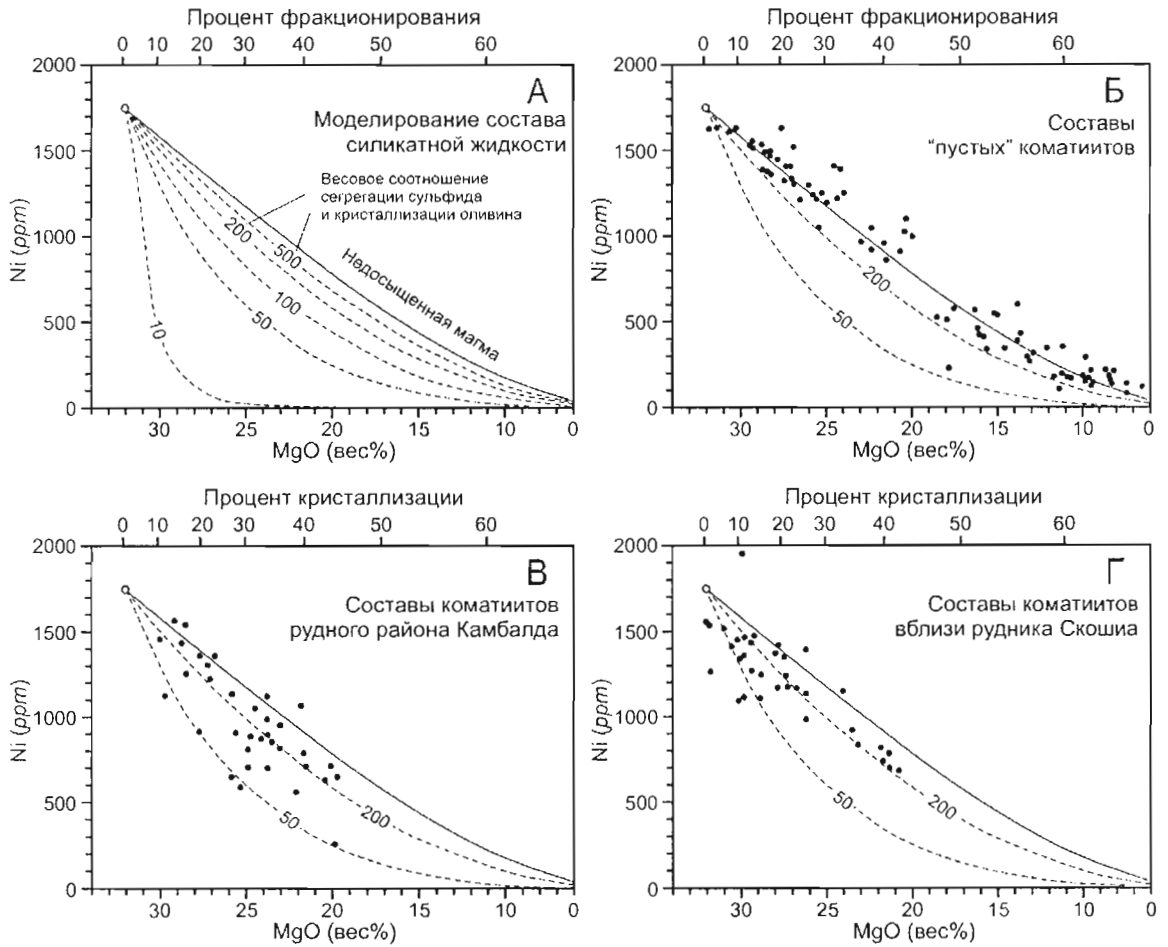 Процент фракционирования
0 10 20 30 40 50 60
2000
1500
1000
500
0
Ni (ppm)
А
Моделирование состава
силикатной жидкости
Весовое соотношение
сегрегации сульфида
и кристаллизации оливина
200
500
Недосыщенная магма
100
50
10
30 25 20 15 10 5 0
MgO (вес%)
Процент фракционирования
0 10 20 30 40 50 60
2000
1500
1000
500
0
Ni (ppm)
Б
Составы
"пустых" коматиитов
200
50
30 25 20 15 10 5 0
MgO (вес%)
Процент кристаллизации
0 10 20 30 40 50 60
2000
1500
1000
500
0
Ni (ppm)
В
Составы коматиитов
рудного района Камбалда
50
200
30 25 20 15 10 5 0
MgO (вес%)
Процент кристаллизации
0 10 20 30 40 50 60
2000
1500
1000
500
0
Ni (ppm)
Г
Составы коматиитов
вблизи рудника Скошиа
50
200
30 25 20 15 10 5 0
MgO (вес%)